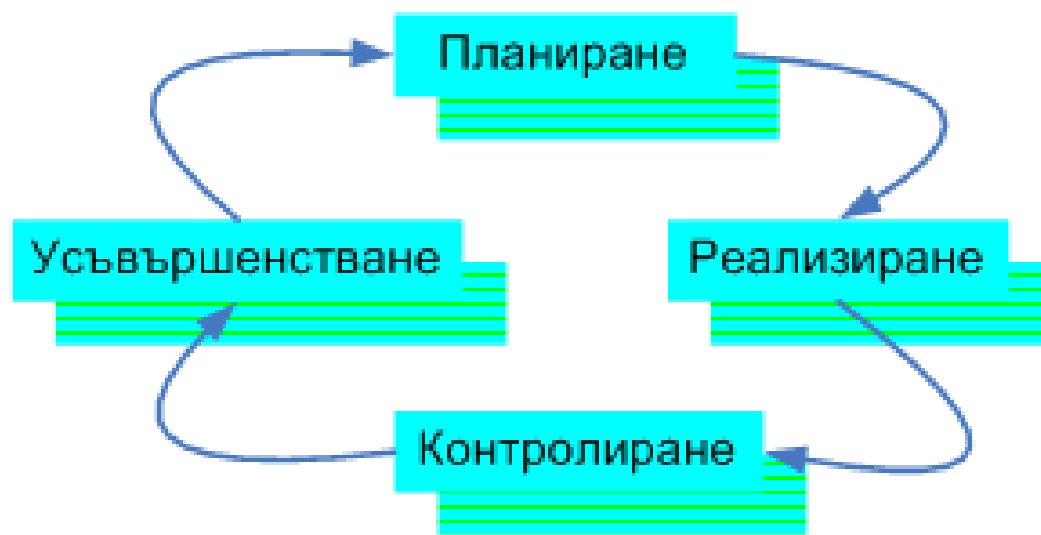 Планиране
Усъвършенстване
Реализиране
Контролиране